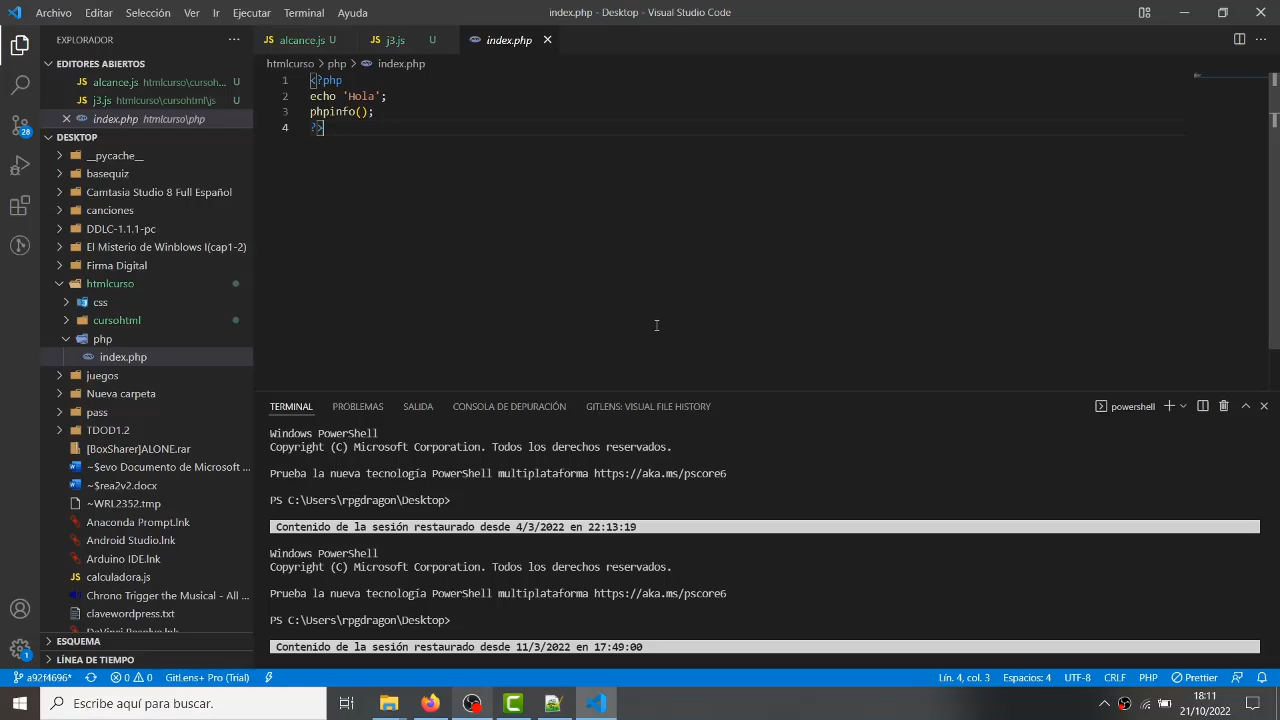 Archivo Editar Selección Ver Ir Ejecutar Terminal Ayuda
index.php - Desktop - Visual Studio Code
EXPLORADOR
EDITORES ABIERTOS
alcance.js htmlcurso\cursoh... U
j3.js htmlcurso\cursohtml\js U
index.php htmlcurso\php
DESKTOP
__pycache__
basequiz
Camtasia Studio 8 Full Español
canciones
DDLC-1.1.1-pc
El Misterio de Winblows I(cap1-2)
Firma Digital
htmlcurso
css
cursohtml
php
index.php
juegos
Nueva carpeta
pass
TDOD1.2
[BoxSharer]ALONE.rar
~$evo Documento de Microsoft ...
~$rea2v2.docx
~WRL2352.tmp
Anaconda Prompt.lnk
Android Studio.lnk
Arduino IDE.lnk
calculadora.js
Chrono Trigger the Musical - All ...
clavewordpress.txt
DaVinci Resolve.lnk
ESQUEMA
LÍNEA DE TIEMPO
alcance.js U
j3.js U
index.php
htmlcurso > php > index.php
1 <?php
2 echo 'Hola';
3 phpinfo();
4 ?>
TERMINAL PROBLEMAS SALIDA CONSOLA DE DEPURACIÓN GITLENS: VISUAL FILE HISTORY
powershell
Windows PowerShell
Copyright (C) Microsoft Corporation. Todos los derechos reservados.
Prueba la nueva tecnología PowerShell multiplataforma https://aka.ms/pscore6
PS C:\Users\rpgdragon\Desktop>
Contenido de la sesión restaurado desde 4/3/2022 en 22:13:19
Windows PowerShell
Copyright (C) Microsoft Corporation. Todos los derechos reservados.
Prueba la nueva tecnología PowerShell multiplataforma https://aka.ms/pscore6
PS C:\Users\rpgdragon\Desktop>
Contenido de la sesión restaurado desde 11/3/2022 en 17:49:00
28
1
a92f4696* 0 0 GitLens+ Pro (Trial)
Lín. 4, col. 3 Espacios: 4 UTF-8 CRLF PHP Prettier
Escribe aquí para buscar.
18:11
21/10/2022